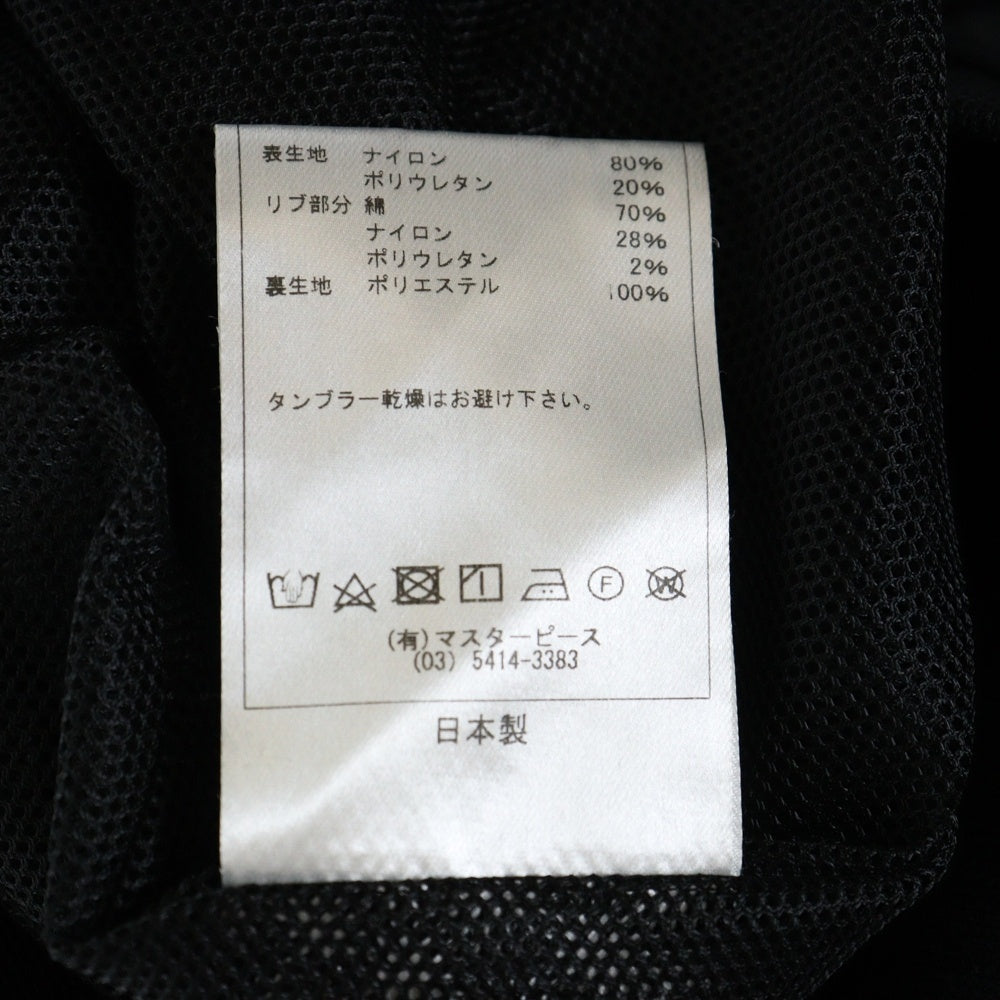 表生地 ナイロン 80%
ポリウレタン 20%
リブ部分 綿 70%
ナイロン 28%
ポリウレタン 2%
裏生地 ポリエステル 100%
タンブラー乾燥はお避け下さい。
F W
(有)マスターピース
(03) 5414-3383
日本製